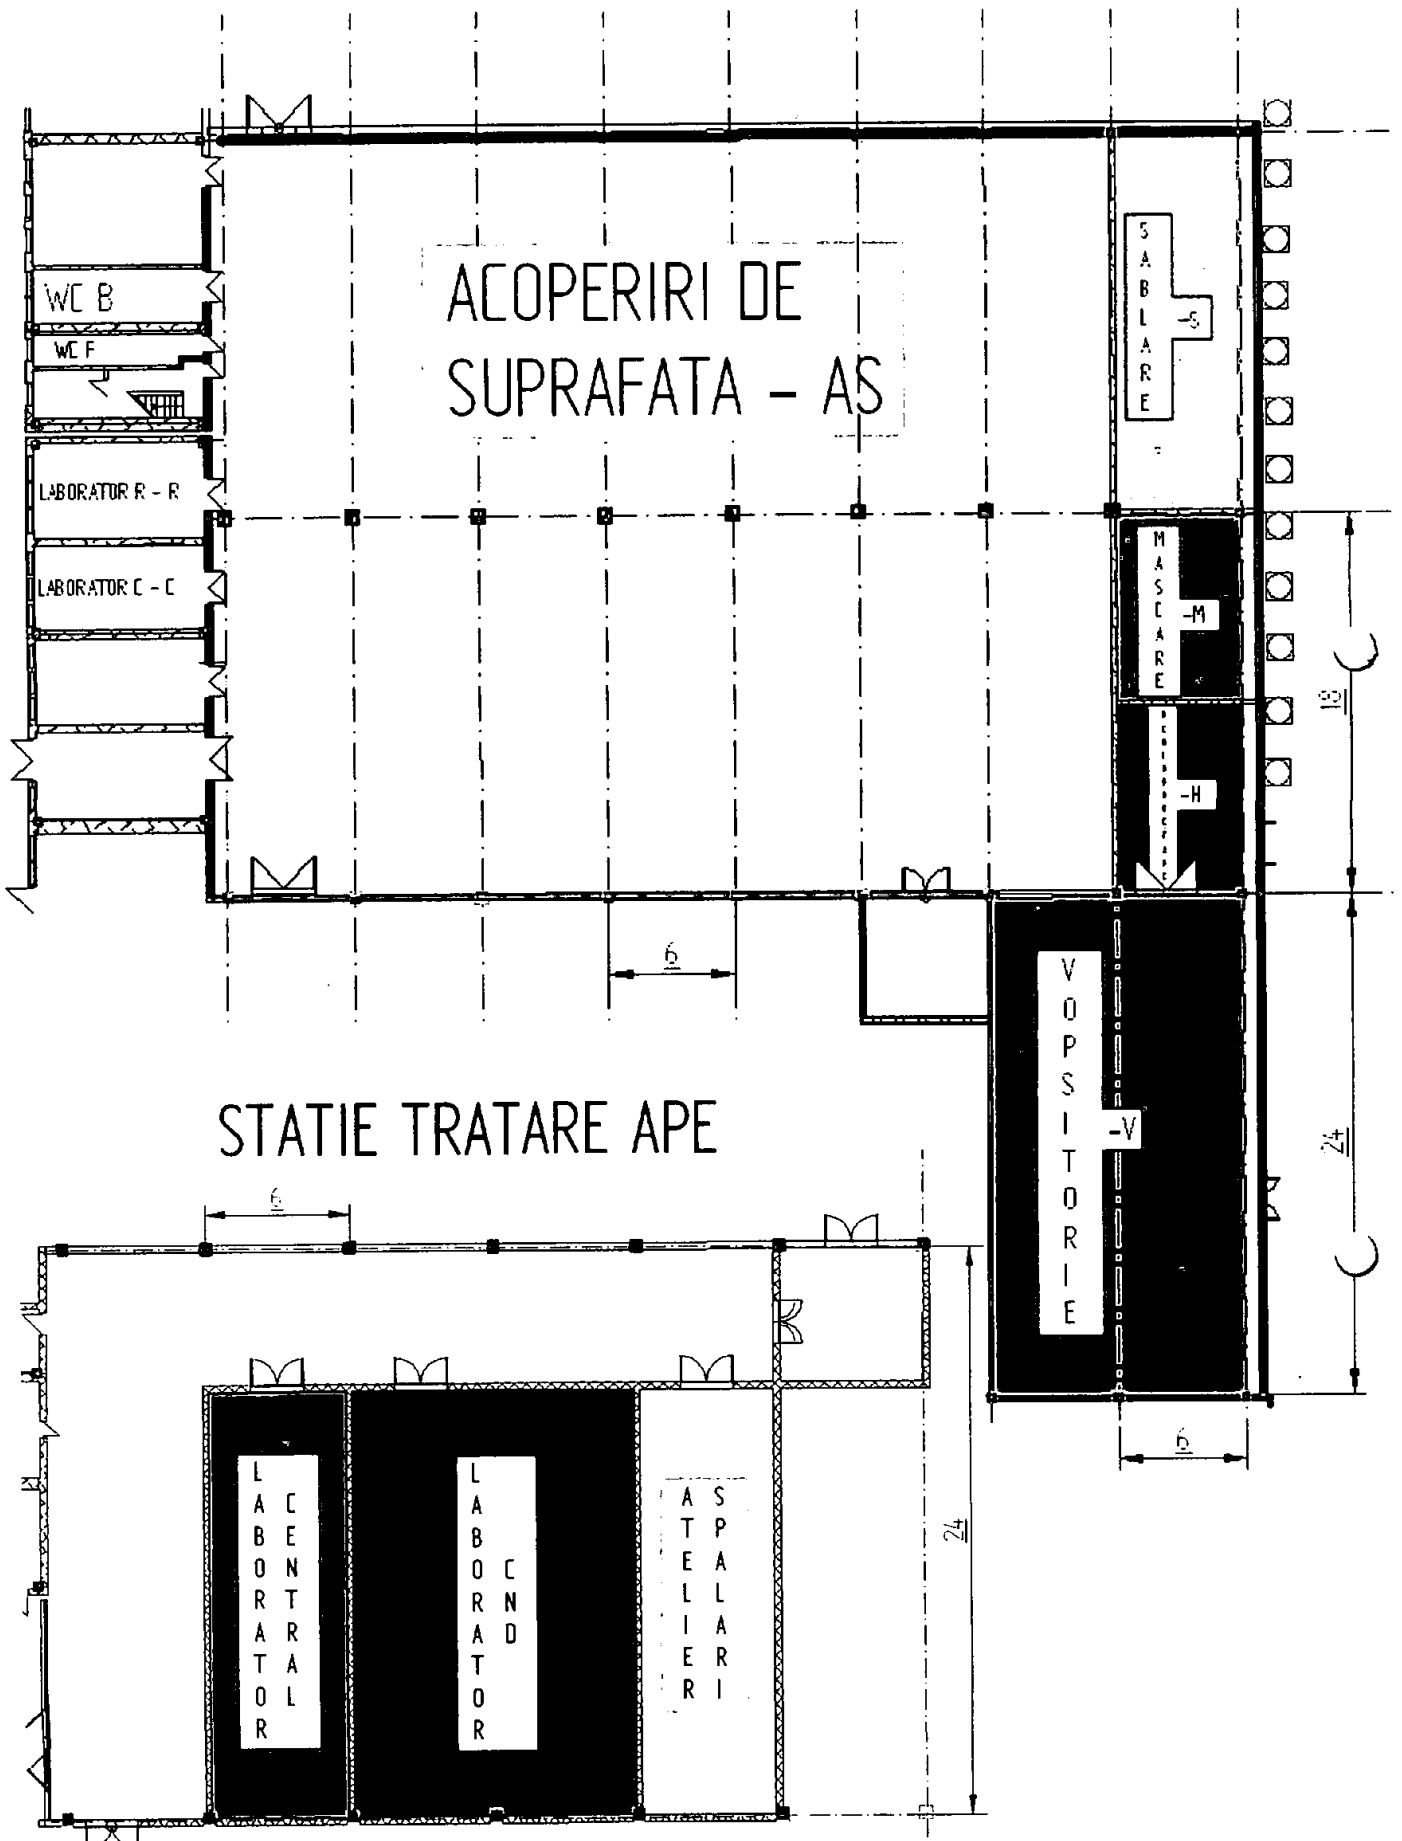 ACOPERIRI DE
SUPRAFATA - AS
SABLARE
-S
WC B
WC F
LABORATOR R - R
LABORATOR C - C
MASCARE
-M
18
-H
6
VOPSITORIE
-V
24
STATIE TRATARE APE
6
6
24
LABORATOR
CENTRAL
LABORATOR
CND
ATELIER
SPALARI